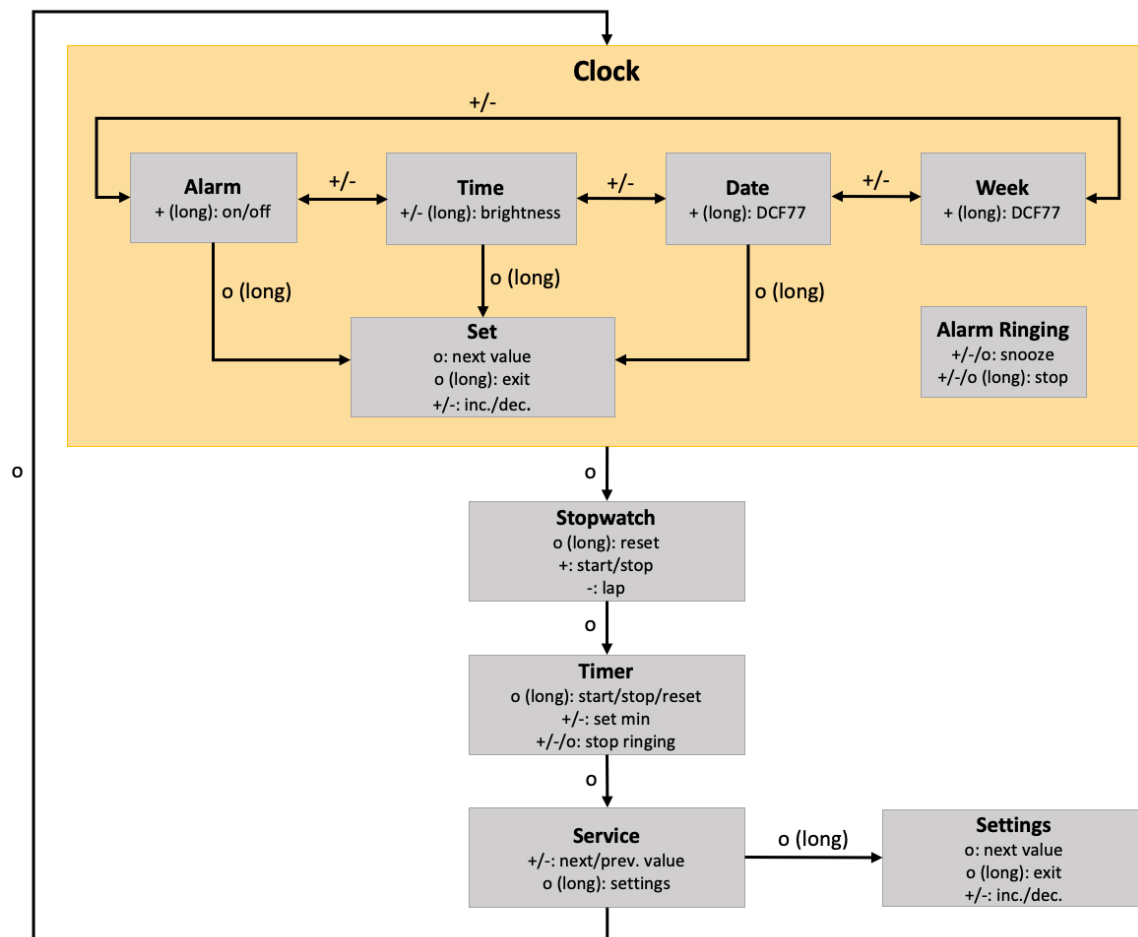 Clock
+/-
Alarm
+ (long): on/off
+/-
Time
+/- (long): brightness
+/-
Date
+ (long): DCF77
+/-
Week
+ (long): DCF77
o (long)
o (long)
o (long)
Set
o: next value
o (long): exit
+/-: inc./dec.
Alarm Ringing
+/-/o: snooze
+/-/o (long): stop
o
o
Stopwatch
o (long): reset
+: start/stop
-: lap
o
Timer
o (long): start/stop/reset
+/-: set min
+/-/o: stop ringing
o
Service
+/-: next/prev. value
o (long): settings
o (long)
Settings
o: next value
o (long): exit
+/-: inc./dec.